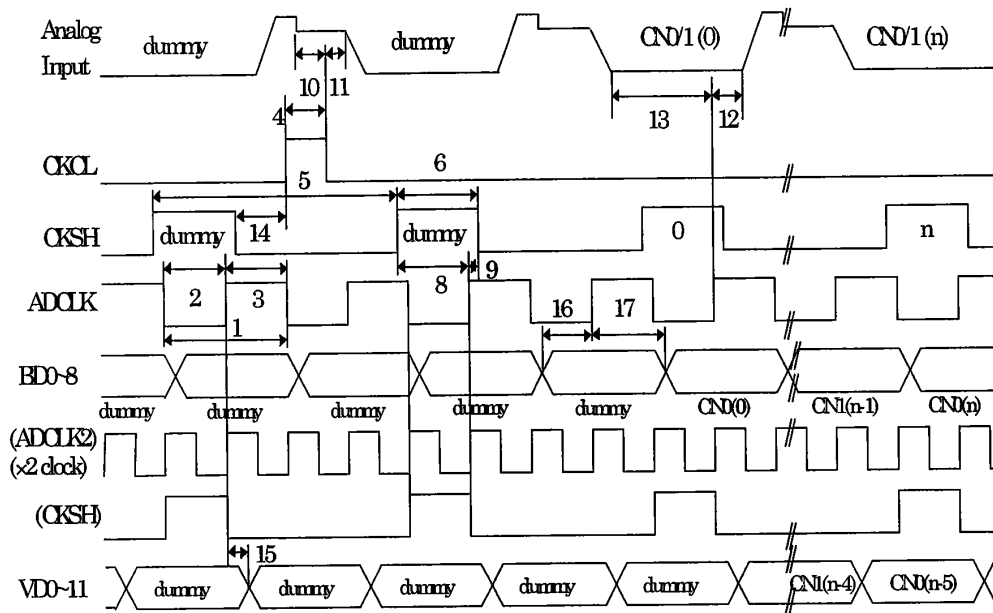 Analog
Input
dummy
dummy
CN0/1 (0)
CN0/1 (n)
10
11
13
12
4
CKCL
6
5
CKSH
dummy
14
dummy
0
n
9
ADCLK
2
3
8
16
17
1
BD0~8
dummy
dummy
dummy
dummy
dummy
CN0(0)
CN1(n-1)
CN0(n)
(ADCLK2)
(×2 clock)
(CKSH)
15
VD0~11
dummy
dummy
dummy
dummy
dummy
CN1(n-4)
CN0(n-5)